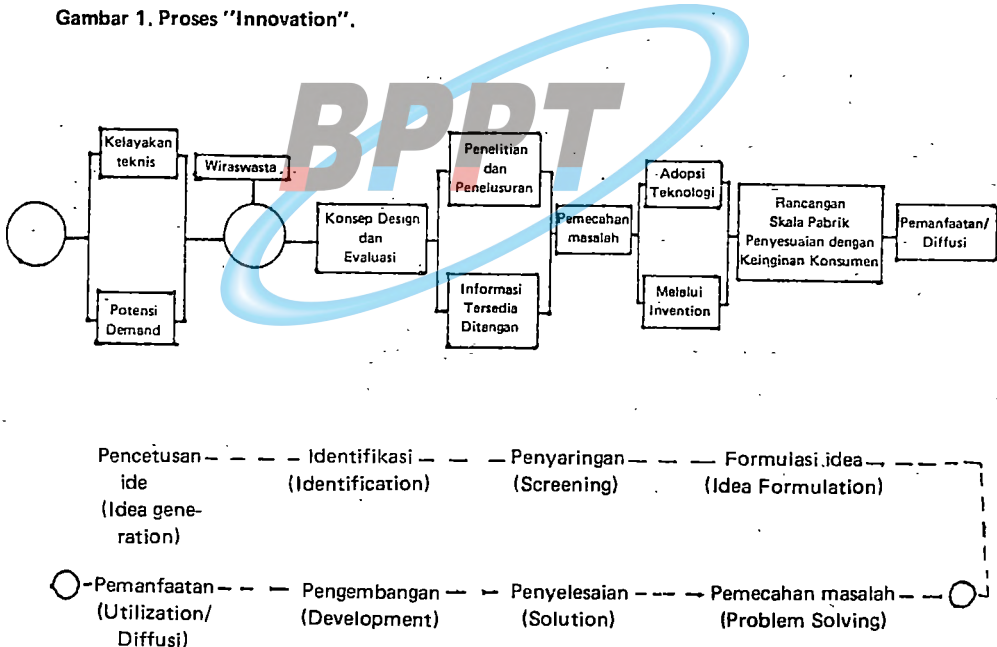 Gambar 1. Proses "Innovation".
BPPT
Kelayakan
teknis
Potensi
Demand
Wiraswasta
Konsep Design
dan
Evaluasi
Penelitian
dan
Penelusuran
Informasi
Tersedia
Ditangan
Pemecahan
masalah
Adopsi
Teknologi
Melalui
Invention
Rancangan
Skala Pabrik
Penyesuaian dengan
Keinginan Konsumen
Pemanfaatan/
Diffusi
Pencetusan
ide
(Idea gene-
ration)
Identifikasi
(Identification)
Penyaringan
(Screening)
Formulasi idea
(Idea Formulation)
Pemanfaatan
(Utilization/
Diffusi)
Pengembangan
(Development)
Penyelesaian
(Solution)
Pemecahan masalah
(Problem Solving)